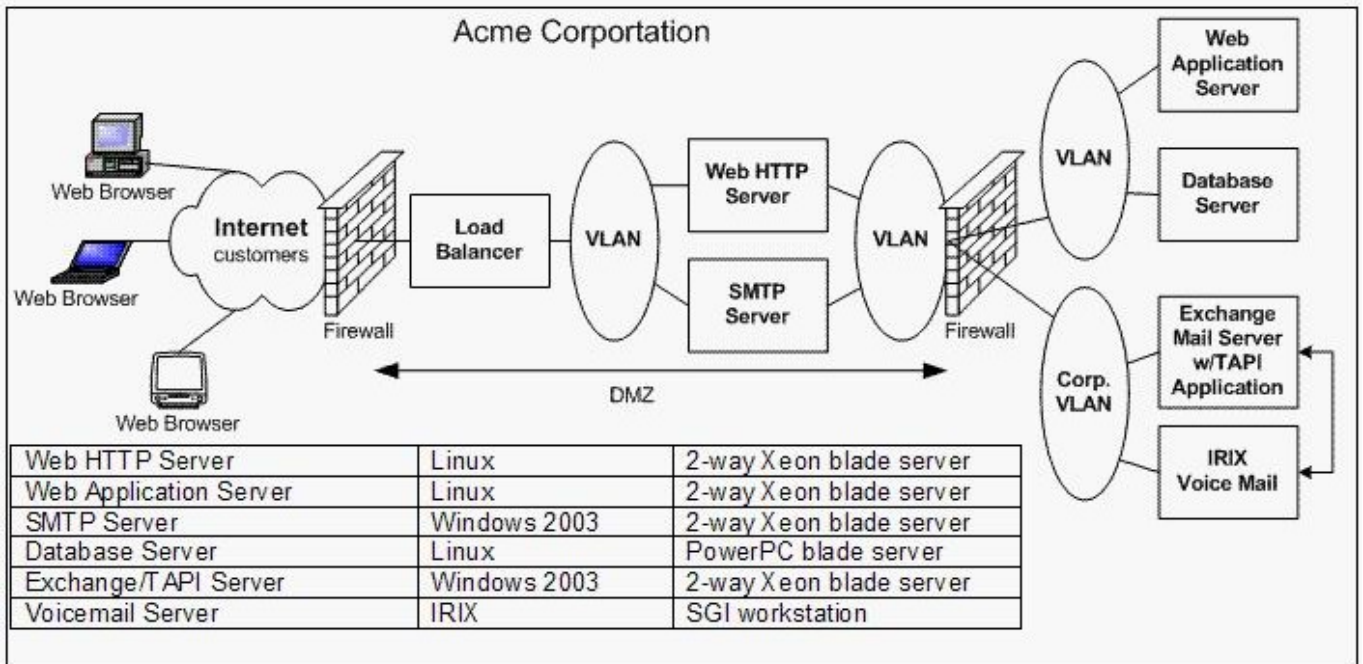 Acme Corportation
Web Browser
Web Browser
Web Browser
Internet
customers
Firewall
Load
Balancer
VLAN
Web HTTP
Server
SMTP
Server
VLAN
Firewall
DMZ
VLAN
Web
Application
Server
Database
Server
Corp.
VLAN
Exchange
Mail Server
w/TAPI
Application
IRIX
Voice Mail
Web HTTP Server Linux 2-way Xeon blade server
Web Application Server Linux 2-way Xeon blade server
SMTP Server Windows 2003 2-way Xeon blade server
Database Server Linux PowerPC blade server
Exchange/TAPI Server Windows 2003 2-way Xeon blade server
Voicemail Server IRIX SGI workstation